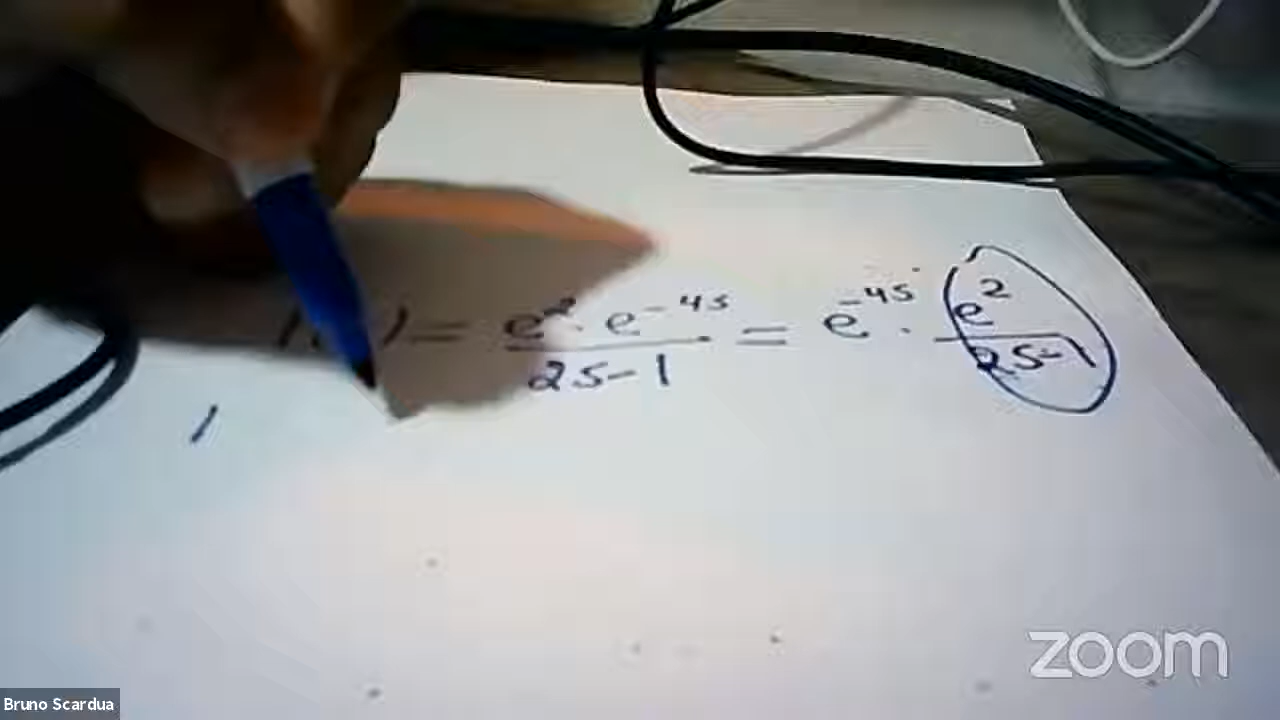 ) = e². e⁻⁴ˢ / 2s-1 = e⁻⁴ˢ . e² / 2s-1
zoom
Bruno Scardua